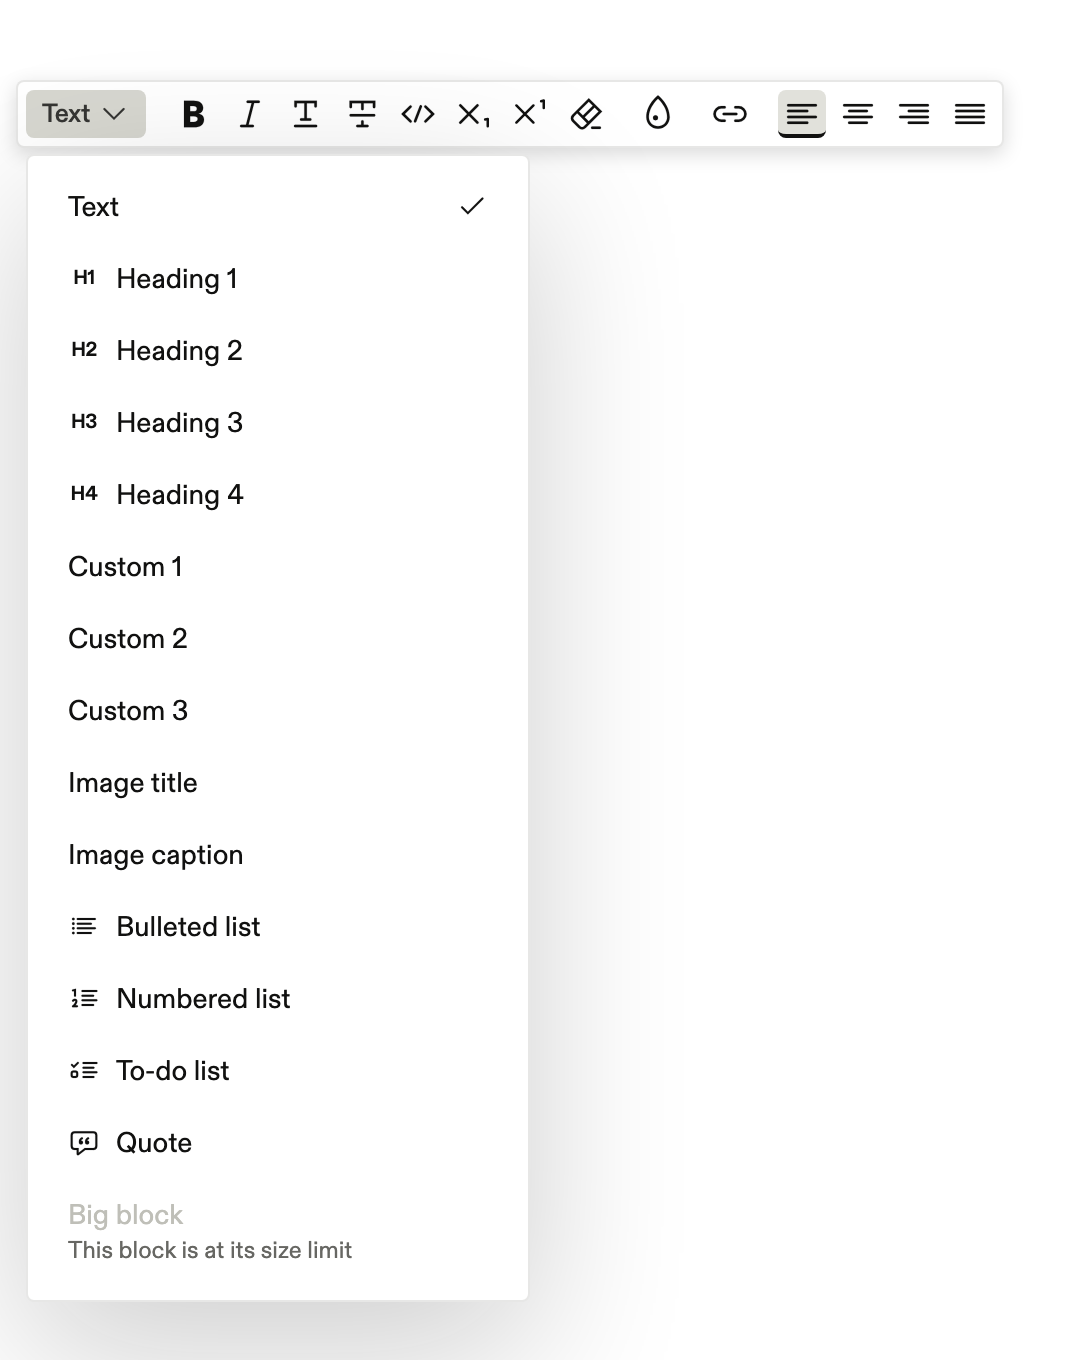 Text
B I T T </> X₁ X¹
Text
H1 Heading 1
H2 Heading 2
H3 Heading 3
H4 Heading 4
Custom 1
Custom 2
Custom 3
Image title
Image caption
Bulleted list
Numbered list
To-do list
Quote
Big block
This block is at its size limit